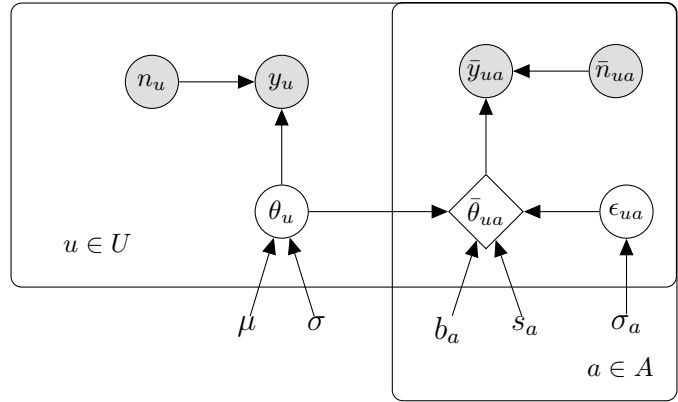 n_u y_u ȳ_ua n̄_ua
θ_u θ̄_ua ϵ_ua
u ∈ U
μ σ b_a s_a σ_a
a ∈ A